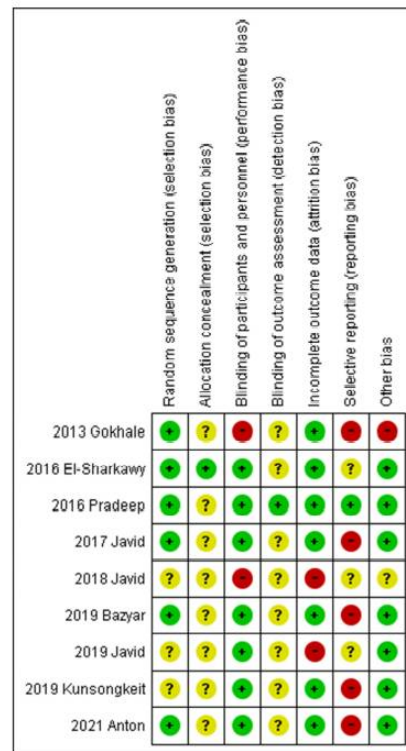 Random sequence generation (selection bias)
Allocation concealment (selection bias)
Blinding of participants and personnel (performance bias)
Blinding of outcome assessment (detection bias)
Incomplete outcome data (attrition bias)
Selective reporting (reporting bias)
Other bias
2013 Gokhale + ? - ? + - -
2016 El-Sharkawy + + + ? + ? +
2016 Pradeep + ? + + + + +
2017 Javid + ? + ? + - +
2018 Javid ? ? - ? - ? ?
2019 Bazyar + ? + ? + - +
2019 Javid ? ? + ? - ? +
2019 Kunsongkeit ? ? + ? + - +
2021 Anton + ? + ? + - +